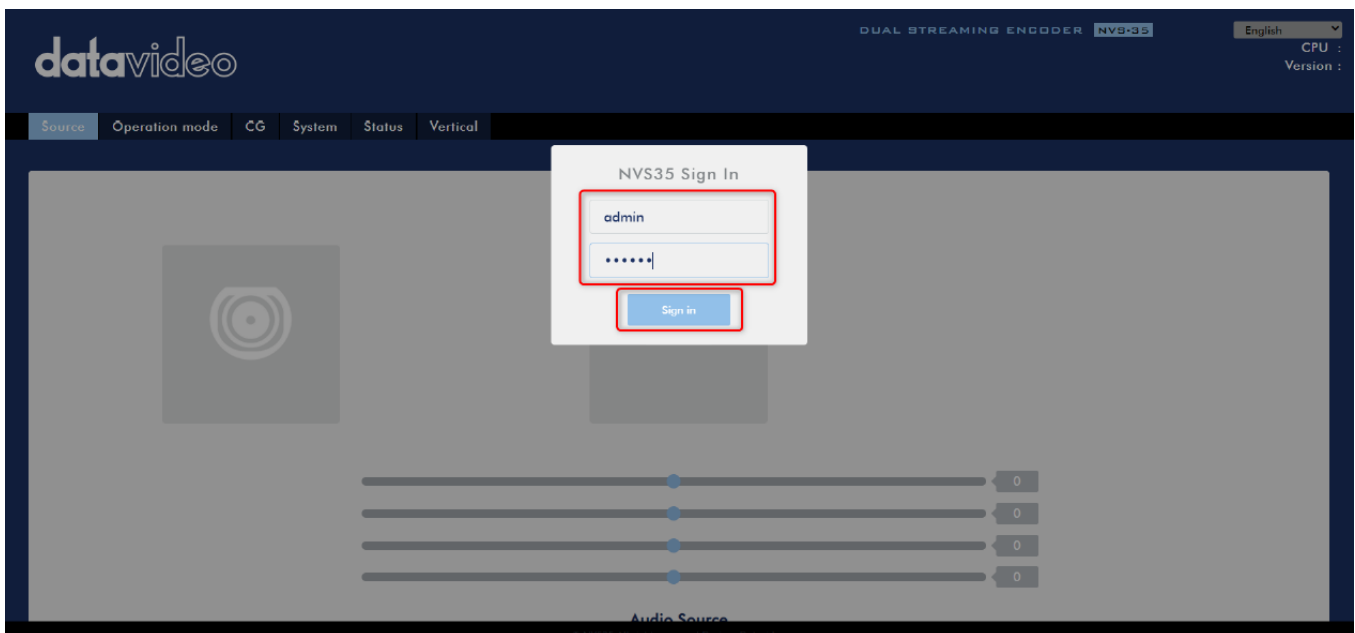 datavideo
DUAL STREAMING ENCODER NVS-35
English
CPU :
Version :
Source Operation mode CG System Status Vertical
NVS35 Sign In
admin
••••••
Sign in
0
0
0
0
Audio Source